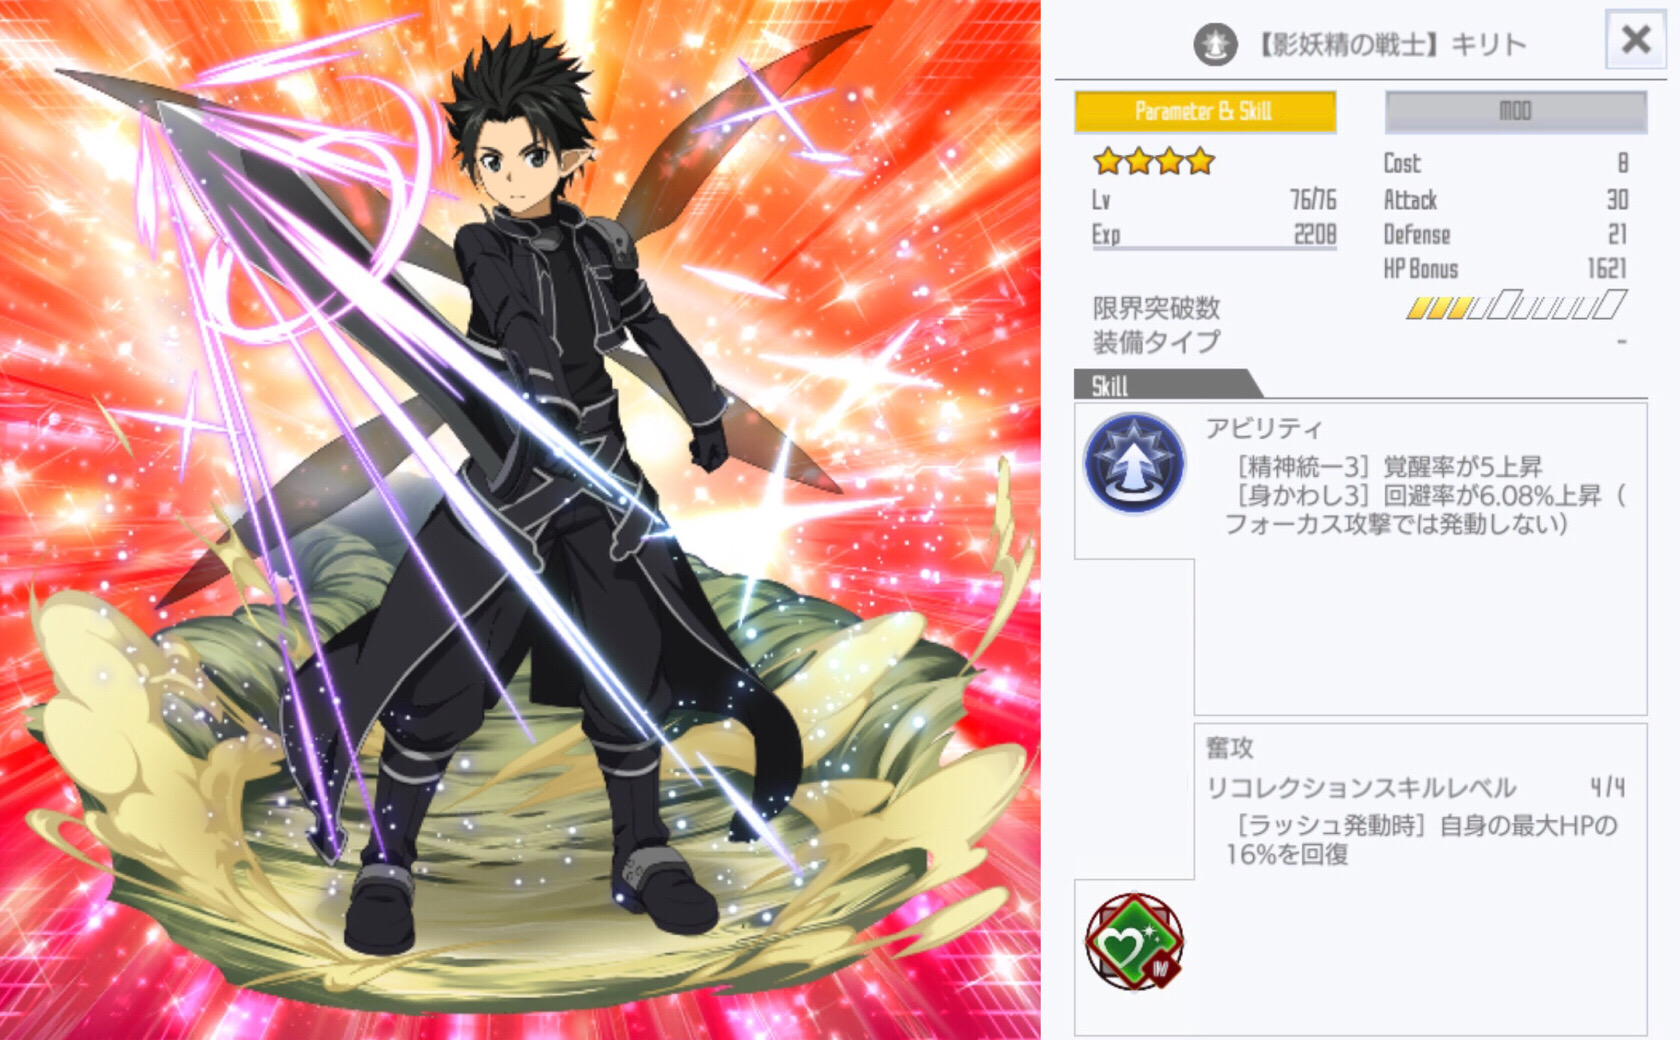 【影妖精の戦士】キリト
Parameter & Skill
MOD
Lv 76/76
Exp 2208
Cost 8
Attack 30
Defense 21
HP Bonus 1621
限界突破数
装備タイプ -
Skill
アビリティ
［精神統一3］覚醒率が5上昇
［身かわし3］回避率が6.08%上昇（
フォーカス攻撃では発動しない）
奮攻
リコレクションスキルレベル 4/4
［ラッシュ発動時］自身の最大HPの
16%を回復
IV